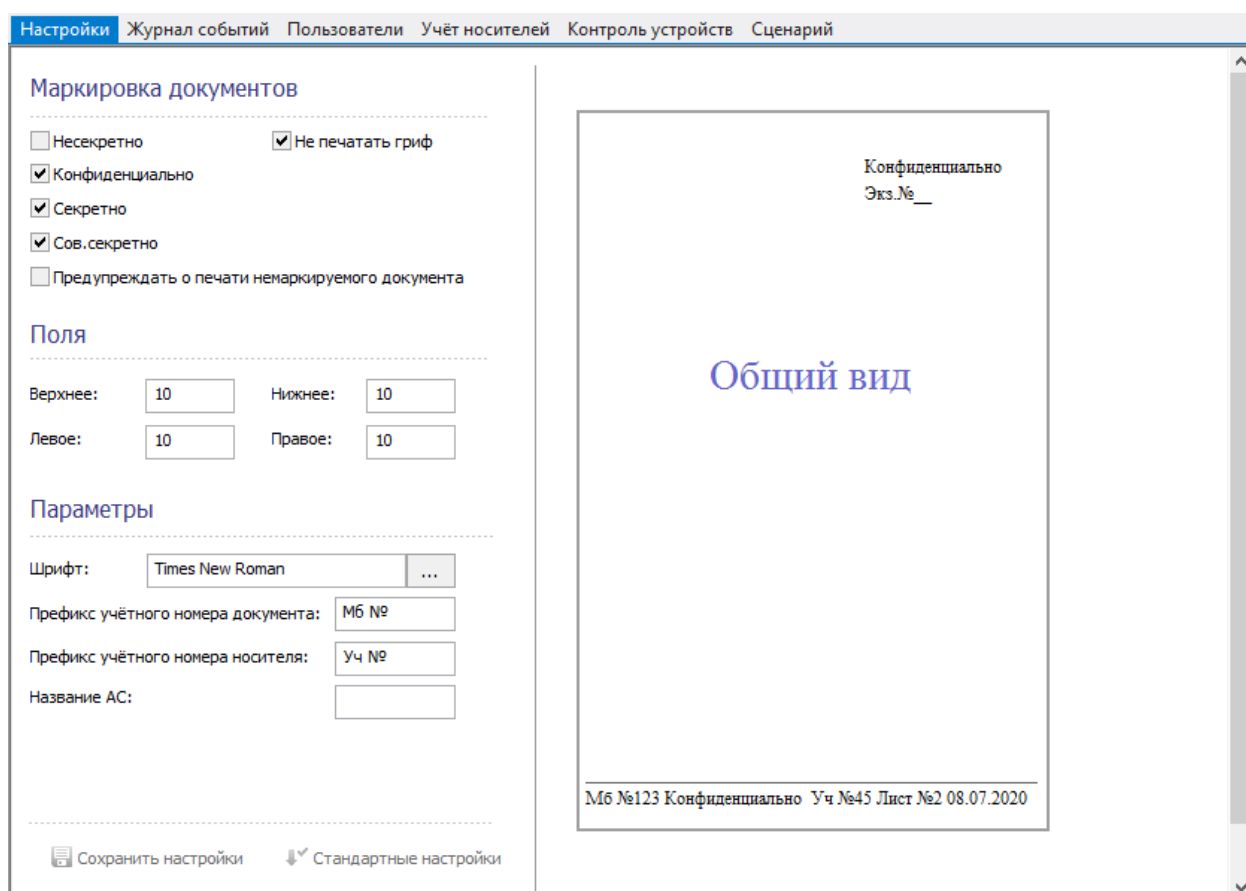 Настройки Журнал событий Пользователи Учёт носителей Контроль устройств Сценарий
Маркировка документов
Несекретно Не печатать гриф
Конфиденциально
Секретно
Сов.секретно
Предупреждать о печати немаркируемого документа
Поля
Верхнее: 10 Нижнее: 10
Левое: 10 Правое: 10
Параметры
Шрифт: Times New Roman ...
Префикс учётного номера документа: Мб №
Префикс учётного номера носителя: Уч №
Название АС:
Сохранить настройки Стандартные настройки
Конфиденциально
Экз.№__
Общий вид
Мб №123 Конфиденциально Уч №45 Лист №2 08.07.2020